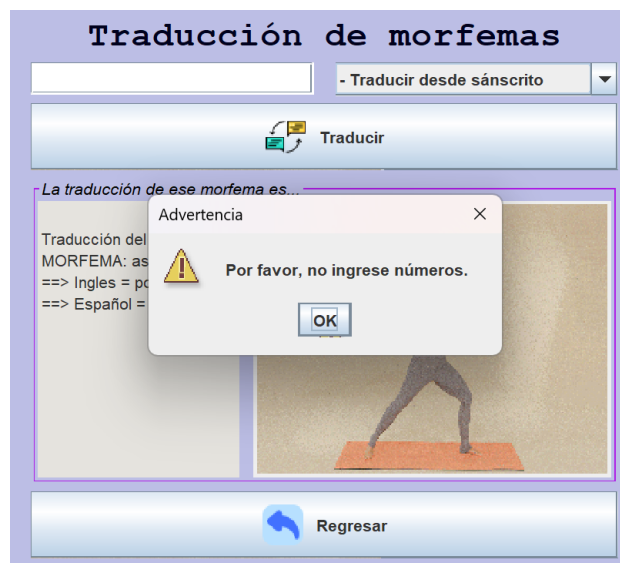 Traducción de morfemas
- Traducir desde sánscrito
Traducir
La traducción de ese morfema es...
Advertencia
Traducción del
MORFEMA: as
==> Ingles = po
==> Español =
Por favor, no ingrese números.
OK
Regresar